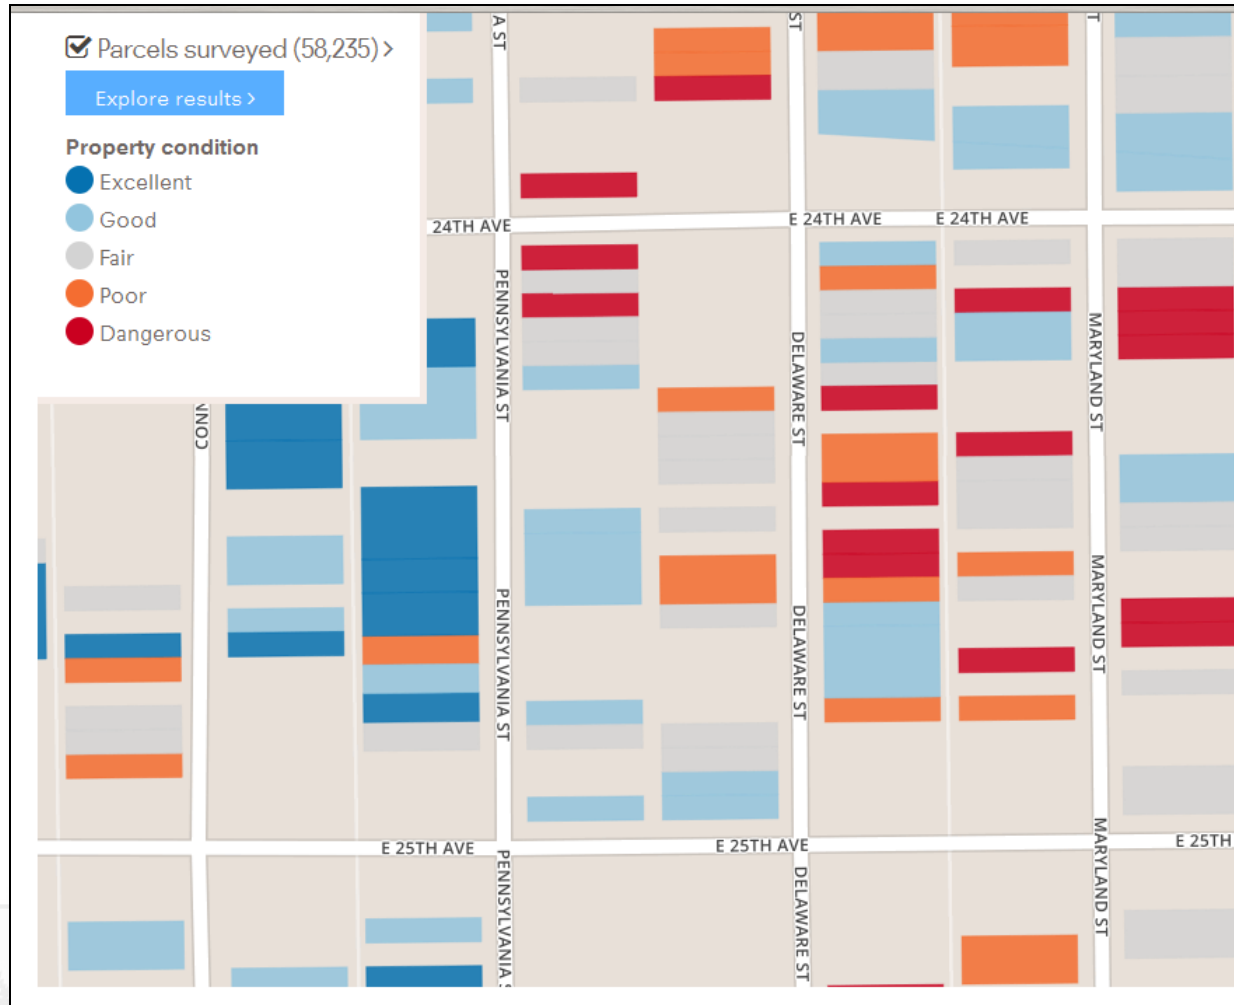 Parcels surveyed (58,235) >
Explore results >
Property condition
Excellent
Good
Fair
Poor
Dangerous
A ST
ST
T
24TH AVE
E 24TH AVE
E 24TH AVE
PENNSYLVANIA ST
DELAWARE ST
MARYLAND ST
CONN
PENNSYLVANIA ST
DELAWARE ST
MARYLAND ST
E 25TH AVE
E 25TH AVE
E 25TH
MARYLAND ST
PENNSYLVANIA S
DELAWARE ST